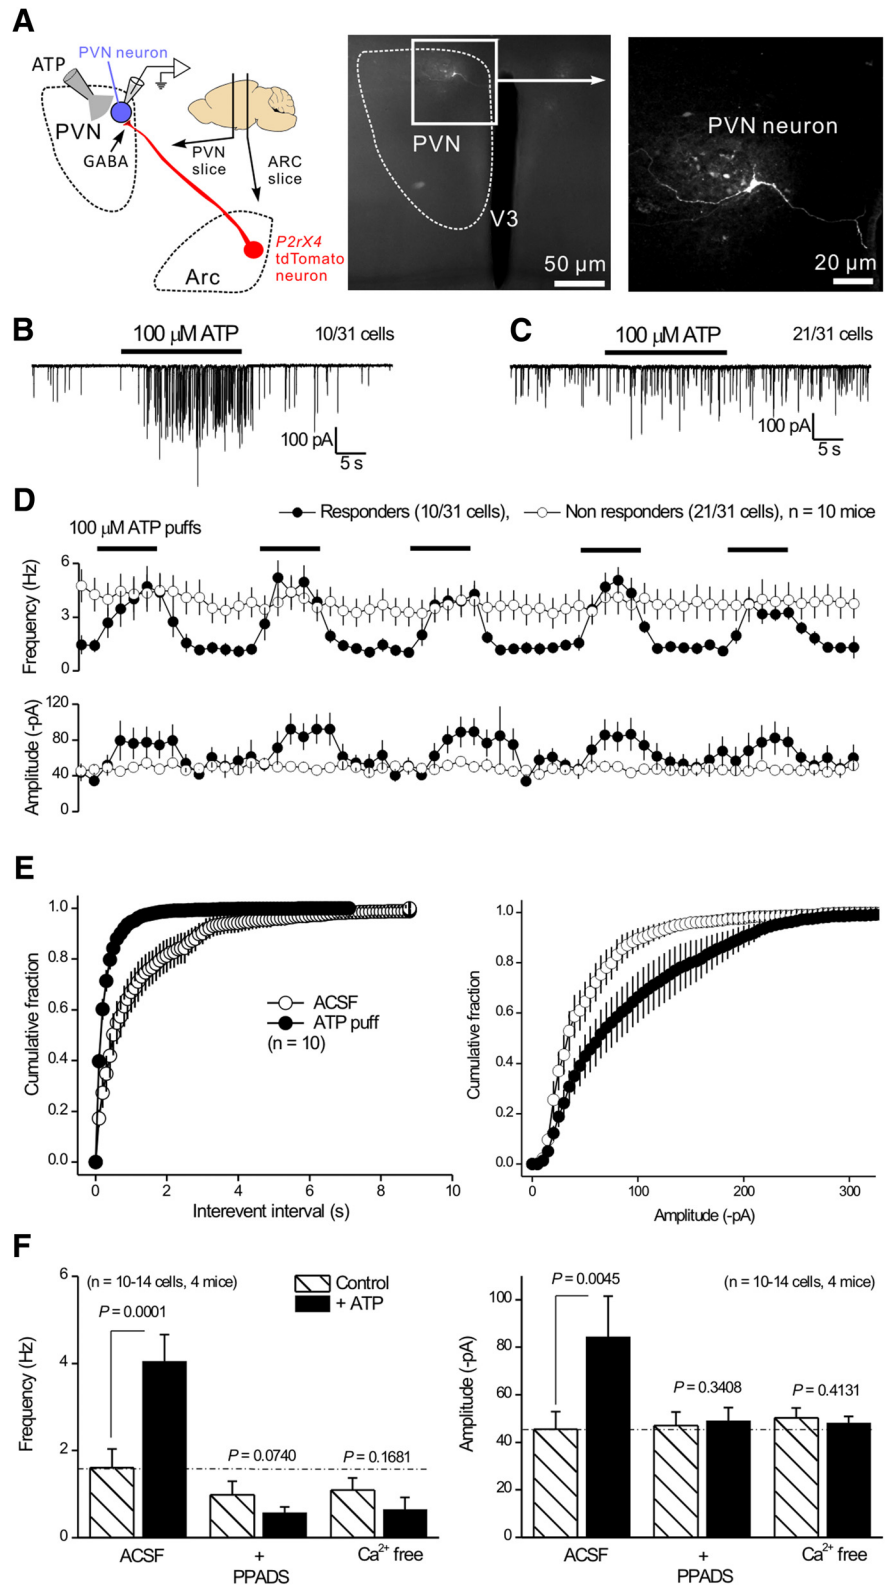 A
PVN neuron
ATP
PVN
GABA
PVN
slice
ARC
slice
P2rX4
tdTomato
neuron
Arc
PVN
V3
50 μm
PVN neuron
20 μm
B
100 μM ATP
10/31 cells
100 pA
5 s
C
100 μM ATP
21/31 cells
100 pA
5 s
D
Responders (10/31 cells),
Non responders (21/31 cells), n = 10 mice
100 μM ATP puffs
Frequency (Hz)
6
3
0
Amplitude (-pA)
120
80
40
0
E
Cumulative fraction
1.0
0.8
0.6
0.4
0.2
0.0
ACSF
ATP puff
(n = 10)
0 2 4 6 8 10
Interevent interval (s)
Cumulative fraction
1.0
0.8
0.6
0.4
0.2
0.0
0 100 200 300
Amplitude (-pA)
F
Frequency (Hz)
6
4
2
0
(n = 10-14 cells, 4 mice)
Control
+ ATP
P = 0.0001
P = 0.0740
P = 0.1681
ACSF
+
PPADS
Ca2+ free
Amplitude (-pA)
100
80
60
40
20
0
P = 0.0045
(n = 10-14 cells, 4 mice)
P = 0.3408
P = 0.4131
ACSF
+
PPADS
Ca2+ free